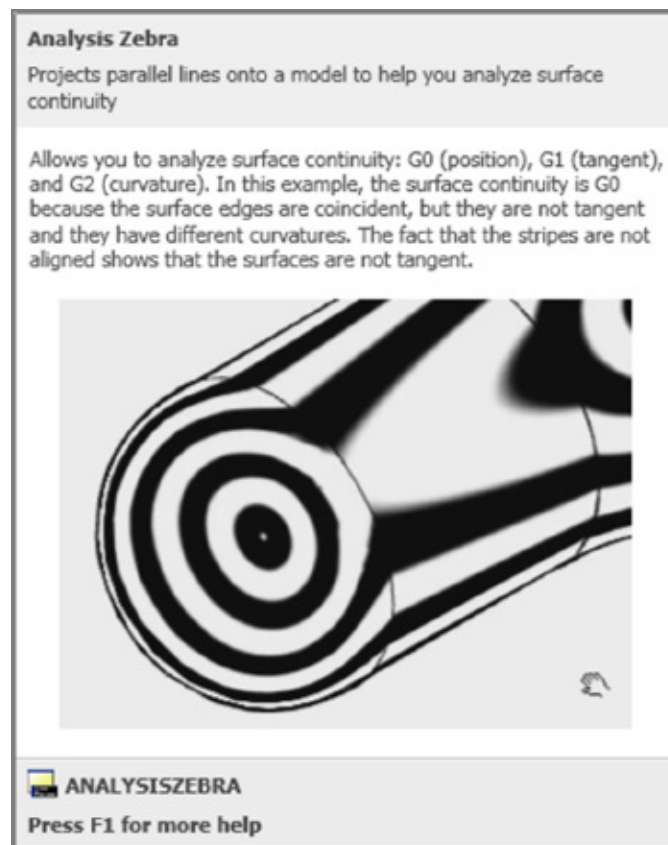 Analysis Zebra
Projects parallel lines onto a model to help you analyze surface
continuity
Allows you to analyze surface continuity: G0 (position), G1 (tangent),
and G2 (curvature). In this example, the surface continuity is G0
because the surface edges are coincident, but they are not tangent
and they have different curvatures. The fact that the stripes are not
aligned shows that the surfaces are not tangent.
ANALYSISZEBRA
Press F1 for more help